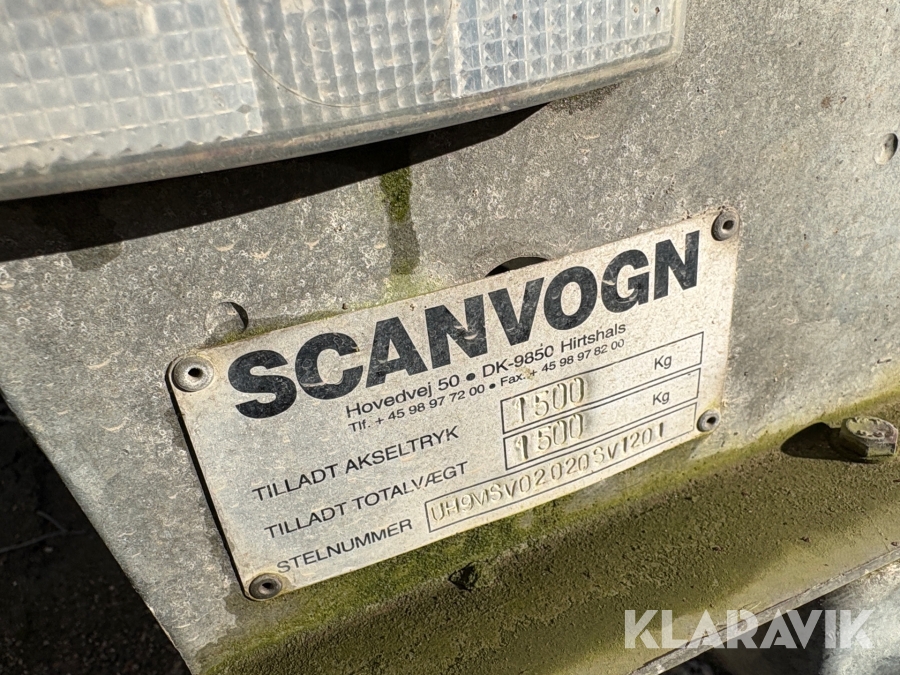 SCANVOGN
Hovedvej 50 • DK-9850 Hirtshals
Tlf. + 45 98 97 72 00 • Fax. + 45 98 97 82 00
TILLADT AKSELTRYK 1500 Kg
TILLADT TOTALVÆGT 1500 Kg
STELNUMMER UH9VSV02020SV1201
KLARAVIK